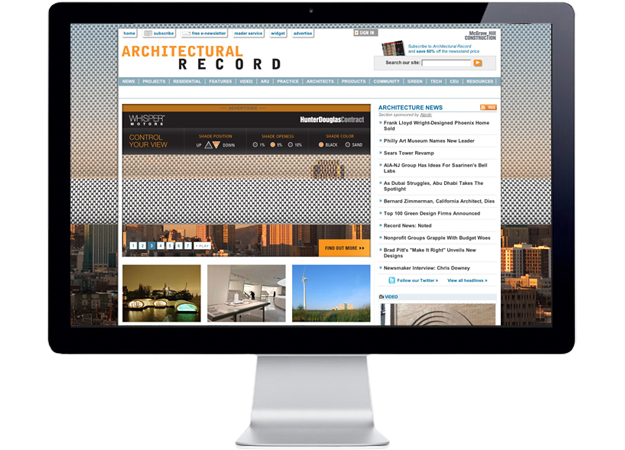 home
subscribe
free e-newsletter
reader service
widget
advertise
SIGN IN
McGraw Hill
CONSTRUCTION
ARCHITECTURAL
RECORD
Subscribe to Architectural Record
and save 60% off the newsstand price
Search our site:
NEWS | PROJECTS | RESIDENTIAL | FEATURES | VIDEO | AR2 | PRACTICE | ARCHITECTS | PRODUCTS | COMMUNITY | GREEN | TECH | CEU | RESOURCES
ADVERTISING
WHISPER
MOTORS
HunterDouglasContract
CONTROL
YOUR VIEW
SHADE POSITION
UP DOWN
SHADE OPENESS
1% 5% 10%
SHADE COLOR
BLACK SAND
1 2 3 4 5 6 7 | PLAY
FIND OUT MORE
ARCHITECTURE NEWS
RSS
Section sponsored by
Frank Lloyd Wright-Designed Phoenix Home
Sold
Philly Art Museum Names New Leader
Sears Tower Revamp
AIA-NJ Group Has Ideas For Saarinen's Bell
Labs
As Dubai Struggles, Abu Dhabi Takes The
Spotlight
Bernard Zimmerman, California Architect, Dies
Top 100 Green Design Firms Announced
Record News: Noted
Nonprofit Groups Grapple With Budget Woes
Brad Pitt's "Make It Right" Unveils New
Designs
Newsmaker Interview: Chris Downey
Follow our Twitter
View all headlines
VIDEO